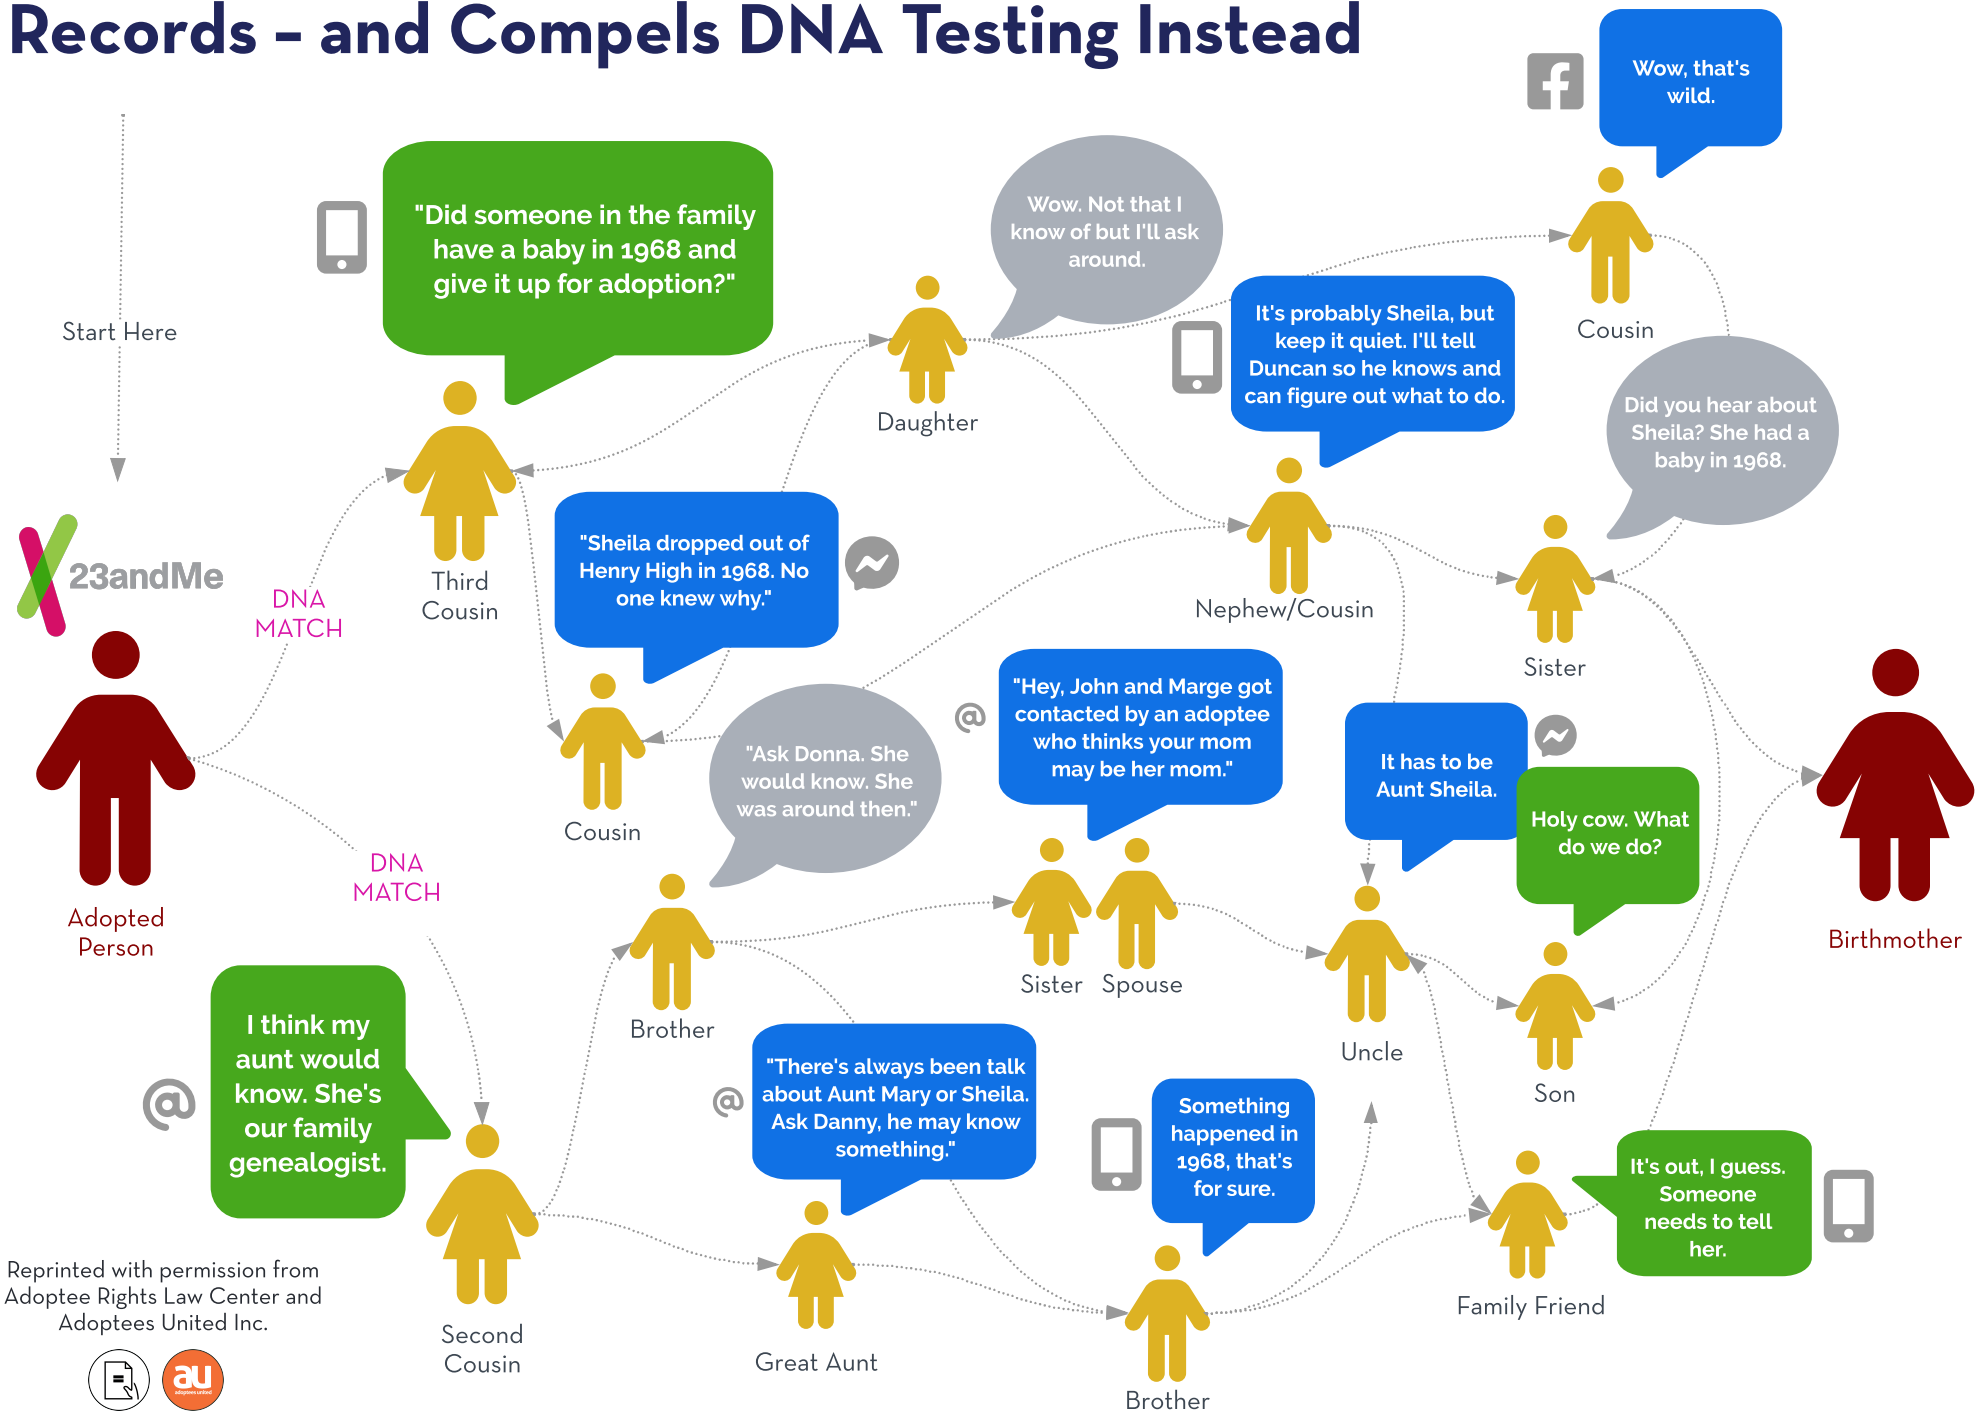 Records – and Compels DNA Testing Instead
Wow, that's
wild.
"Did someone in the family
have a baby in 1968 and
give it up for adoption?"
Wow. Not that I
know of but I'll ask
around.
Start Here
Cousin
It's probably Sheila, but
keep it quiet. I'll tell
Duncan so he knows and
can figure out what to do.
Daughter
Did you hear about
Sheila? She had a
baby in 1968.
23andMe
DNA
MATCH
Third
Cousin
"Sheila dropped out of
Henry High in 1968. No
one knew why."
Nephew/Cousin
Sister
"Hey, John and Marge got
contacted by an adoptee
who thinks your mom
may be her mom."
"Ask Donna. She
would know. She
was around then."
It has to be
Aunt Sheila.
Holy cow. What
do we do?
Cousin
DNA
MATCH
Adopted
Person
Birthmother
Sister
Spouse
Brother
Uncle
Son
I think my
aunt would
know. She's
our family
genealogist.
@
@
@
"There's always been talk
about Aunt Mary or Sheila.
Ask Danny, he may know
something."
Something
happened in
1968, that's
for sure.
It's out, I guess.
Someone
needs to tell
her.
Reprinted with permission from
Adoptee Rights Law Center and
Adoptees United Inc.
au
adoptees united
Second
Cousin
Great Aunt
Brother
Family Friend